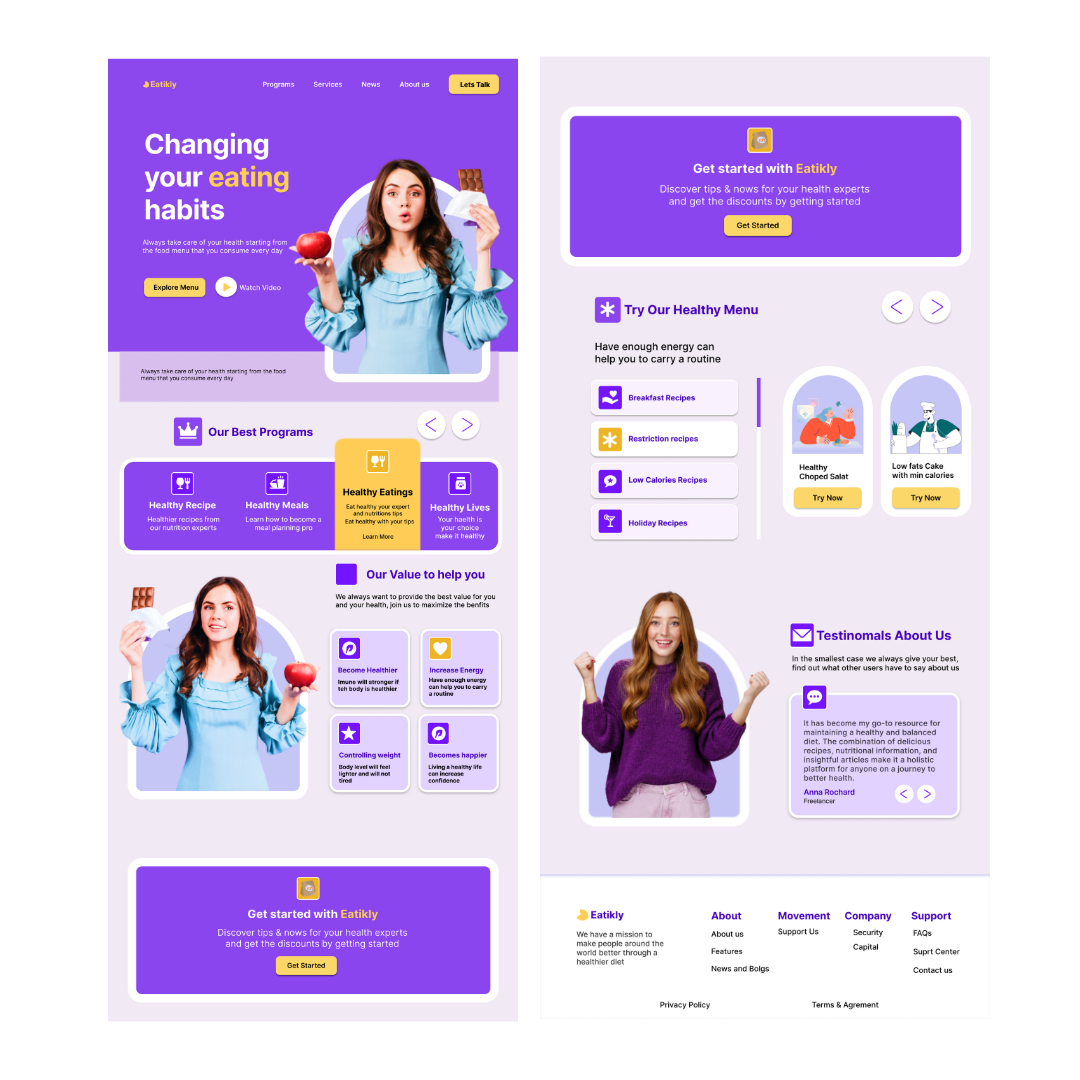 Eatikly
Programs
Services
News
About us
Lets Talk
Changing
your eating
habits
Always take care of your health starting from
the food menu that you consume every day
Explore Menu
Watch Video
Always take care of your health starting from the food
menu that you consume every day
Our Best Programs
Healthy Recipe
Healthier recipes from
our nutrition experts
Healthy Meals
Learn how to become a
meal planning pro
Healthy Eatings
Eat healthy your expert
and nutritions tips
Eat healthy with your tips
Learn More
Healthy Lives
Your haelth is
your choice
make it healthy
Our Value to help you
We always want to provide the best value for you
and your health, join us to maximize the benfits
Become Healthier
Imune will stronger if
teh body is healthier
Increase Energy
Have enough energy
can help you to carry
a routine
Controlling weight
Body level will feel
lighter and will not
tired
Becomes happier
Living a healthy life
can increase
confidence
Get started with Eatikly
Discover tips & nows for your health experts
and get the discounts by getting started
Get Started
Get started with Eatikly
Discover tips & nows for your health experts
and get the discounts by getting started
Get Started
Try Our Healthy Menu
Have enough energy can
help you to carry a routine
Breakfast Recipes
Restriction recipes
Low Calories Recipes
Holiday Recipes
Healthy
Choped Salat
Try Now
Low fats Cake
with min calories
Try Now
Testinomals About Us
In the smallest case we always give your best,
find out what other users have to say about us
It has become my go-to resource for
maintaining a healthy and balanced
diet. The combination of delicious
recipes, nutritional information, and
insightful articles make it a holistic
platform for anyone on a journey to
better health.
Anna Rochard
Freelancer
Eatikly
We have a mission to
make people around the
world better through a
healthier diet
About
About us
Features
News and Bolgs
Movement
Support Us
Company
Security
Capital
Support
FAQs
Suprt Center
Contact us
Privacy Policy
Terms & Agrement